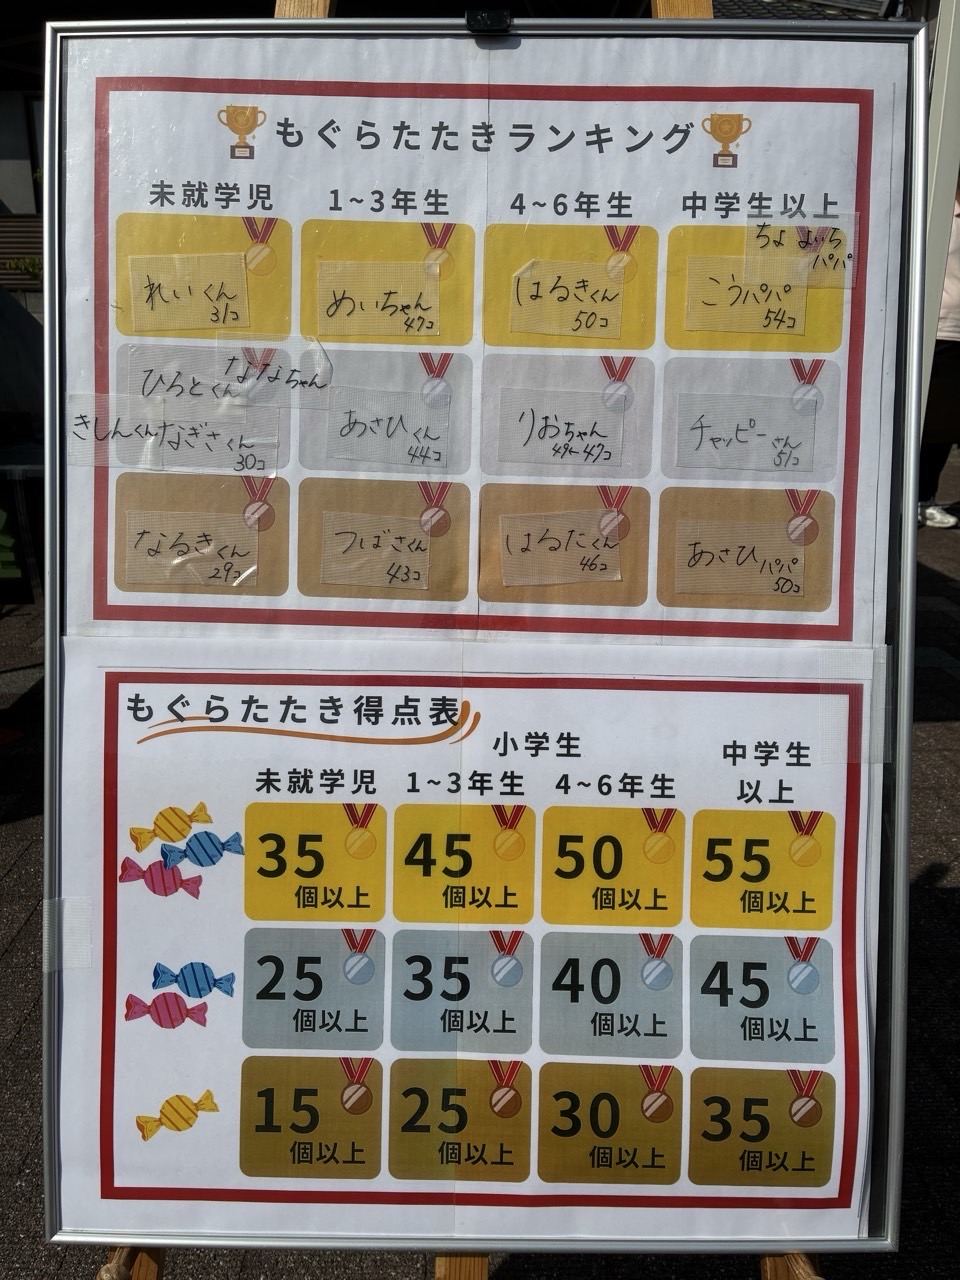 もぐらたたきランキング
未就学児 1~3年生 4~6年生 中学生以上
れいくん
31コ
めいちゃん
47コ
はるきくん
50コ
ちよ よいち
パパ
こうパパ
54コ
ひろとくん
ななちゃん
きしんくん
なぎさくん
30コ
あさひくん
44コ
りおちゃん
49←47コ
チャッピーさん
51コ
なるきくん
29コ
つばさくん
43コ
はるたくん
46コ
あさひパパ
50コ
もぐらたたき得点表
小学生
中学生
未就学児 1~3年生 4~6年生 以上
35 45 50 55
個以上 個以上 個以上 個以上
25 35 40 45
個以上 個以上 個以上 個以上
15 25 30 35
個以上 個以上 個以上 個以上